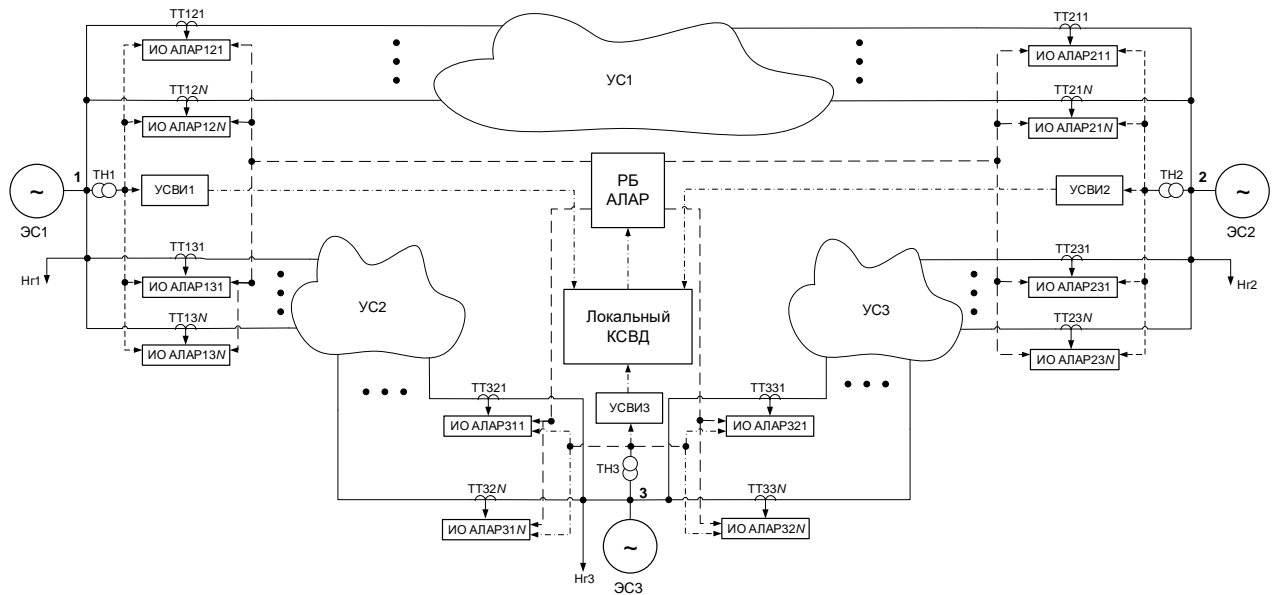 ТТ121
ИО АЛАР121
ТТ211
ИО АЛАР211
УС1
ТТ12N
ИО АЛАР12N
ТТ21N
ИО АЛАР21N
1
ТН1
УСВИ1
РБ
АЛАР
УСВИ2
ТН2
2
~
ЭС1
~
ЭС2
ТТ131
ИО АЛАР131
Нг1
УС2
ТТ13N
ИО АЛАР13N
Локальный
КСВД
УС3
ТТ231
ИО АЛАР231
Нг2
ТТ23N
ИО АЛАР23N
ТТ321
ИО АЛАР311
УСВИ3
ТТ331
ИО АЛАР321
ТН3
3
ТТ32N
ИО АЛАР31N
ТТ33N
ИО АЛАР32N
~
Нг3
ЭС3